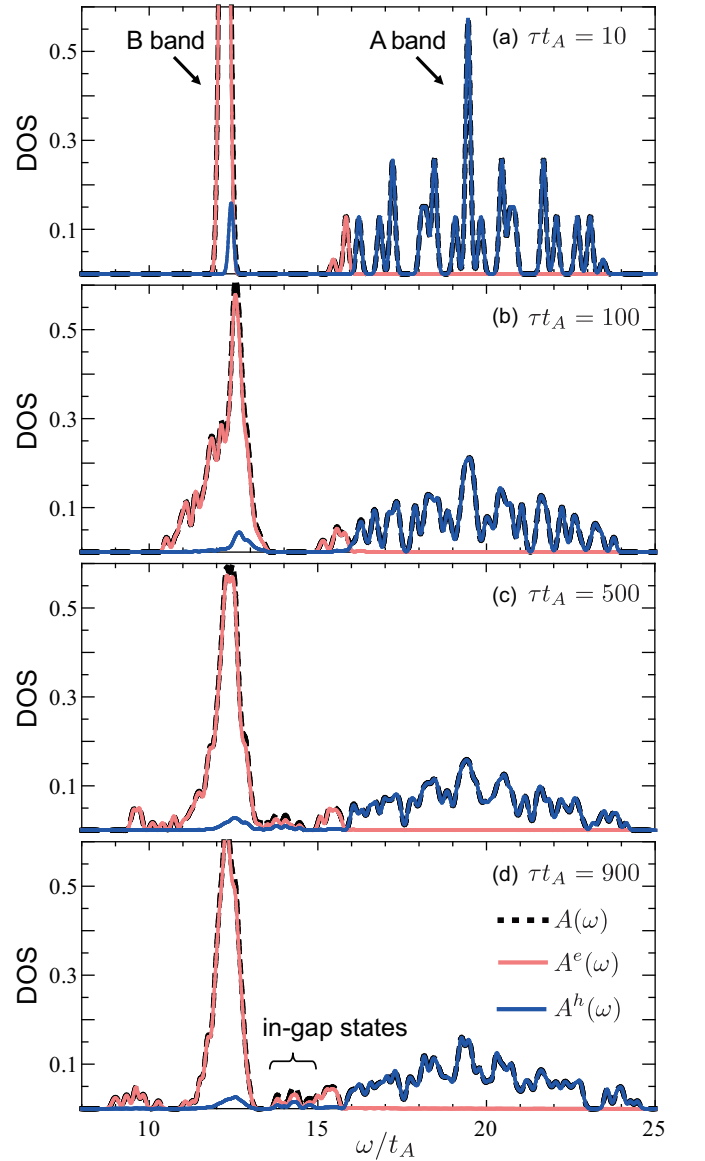 B band
A band
(a) τt_A = 10
0.5
0.3
0.1
DOS
(b) τt_A = 100
0.5
0.3
0.1
DOS
(c) τt_A = 500
0.5
0.3
0.1
DOS
(d) τt_A = 900
A(ω)
A^e(ω)
A^h(ω)
in-gap states
0.5
0.3
0.1
DOS
10 15 20 25
ω/t_A